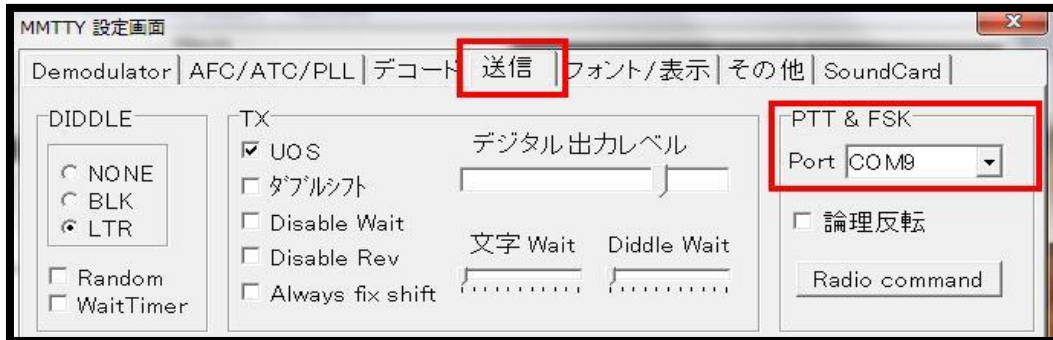 MMTTY 設定画面
Demodulator AFC/ATC/PLL デコード 送信 フォント/表示 その他 SoundCard
DIDDLE
NONE
BLK
LTR
Random
WaitTimer
TX
UOS
ダブルシフト
Disable Wait
Disable Rev
Always fix shift
デジタル出力レベル
文字 Wait Diddle Wait
PTT & FSK
Port COM9
論理反転
Radio command